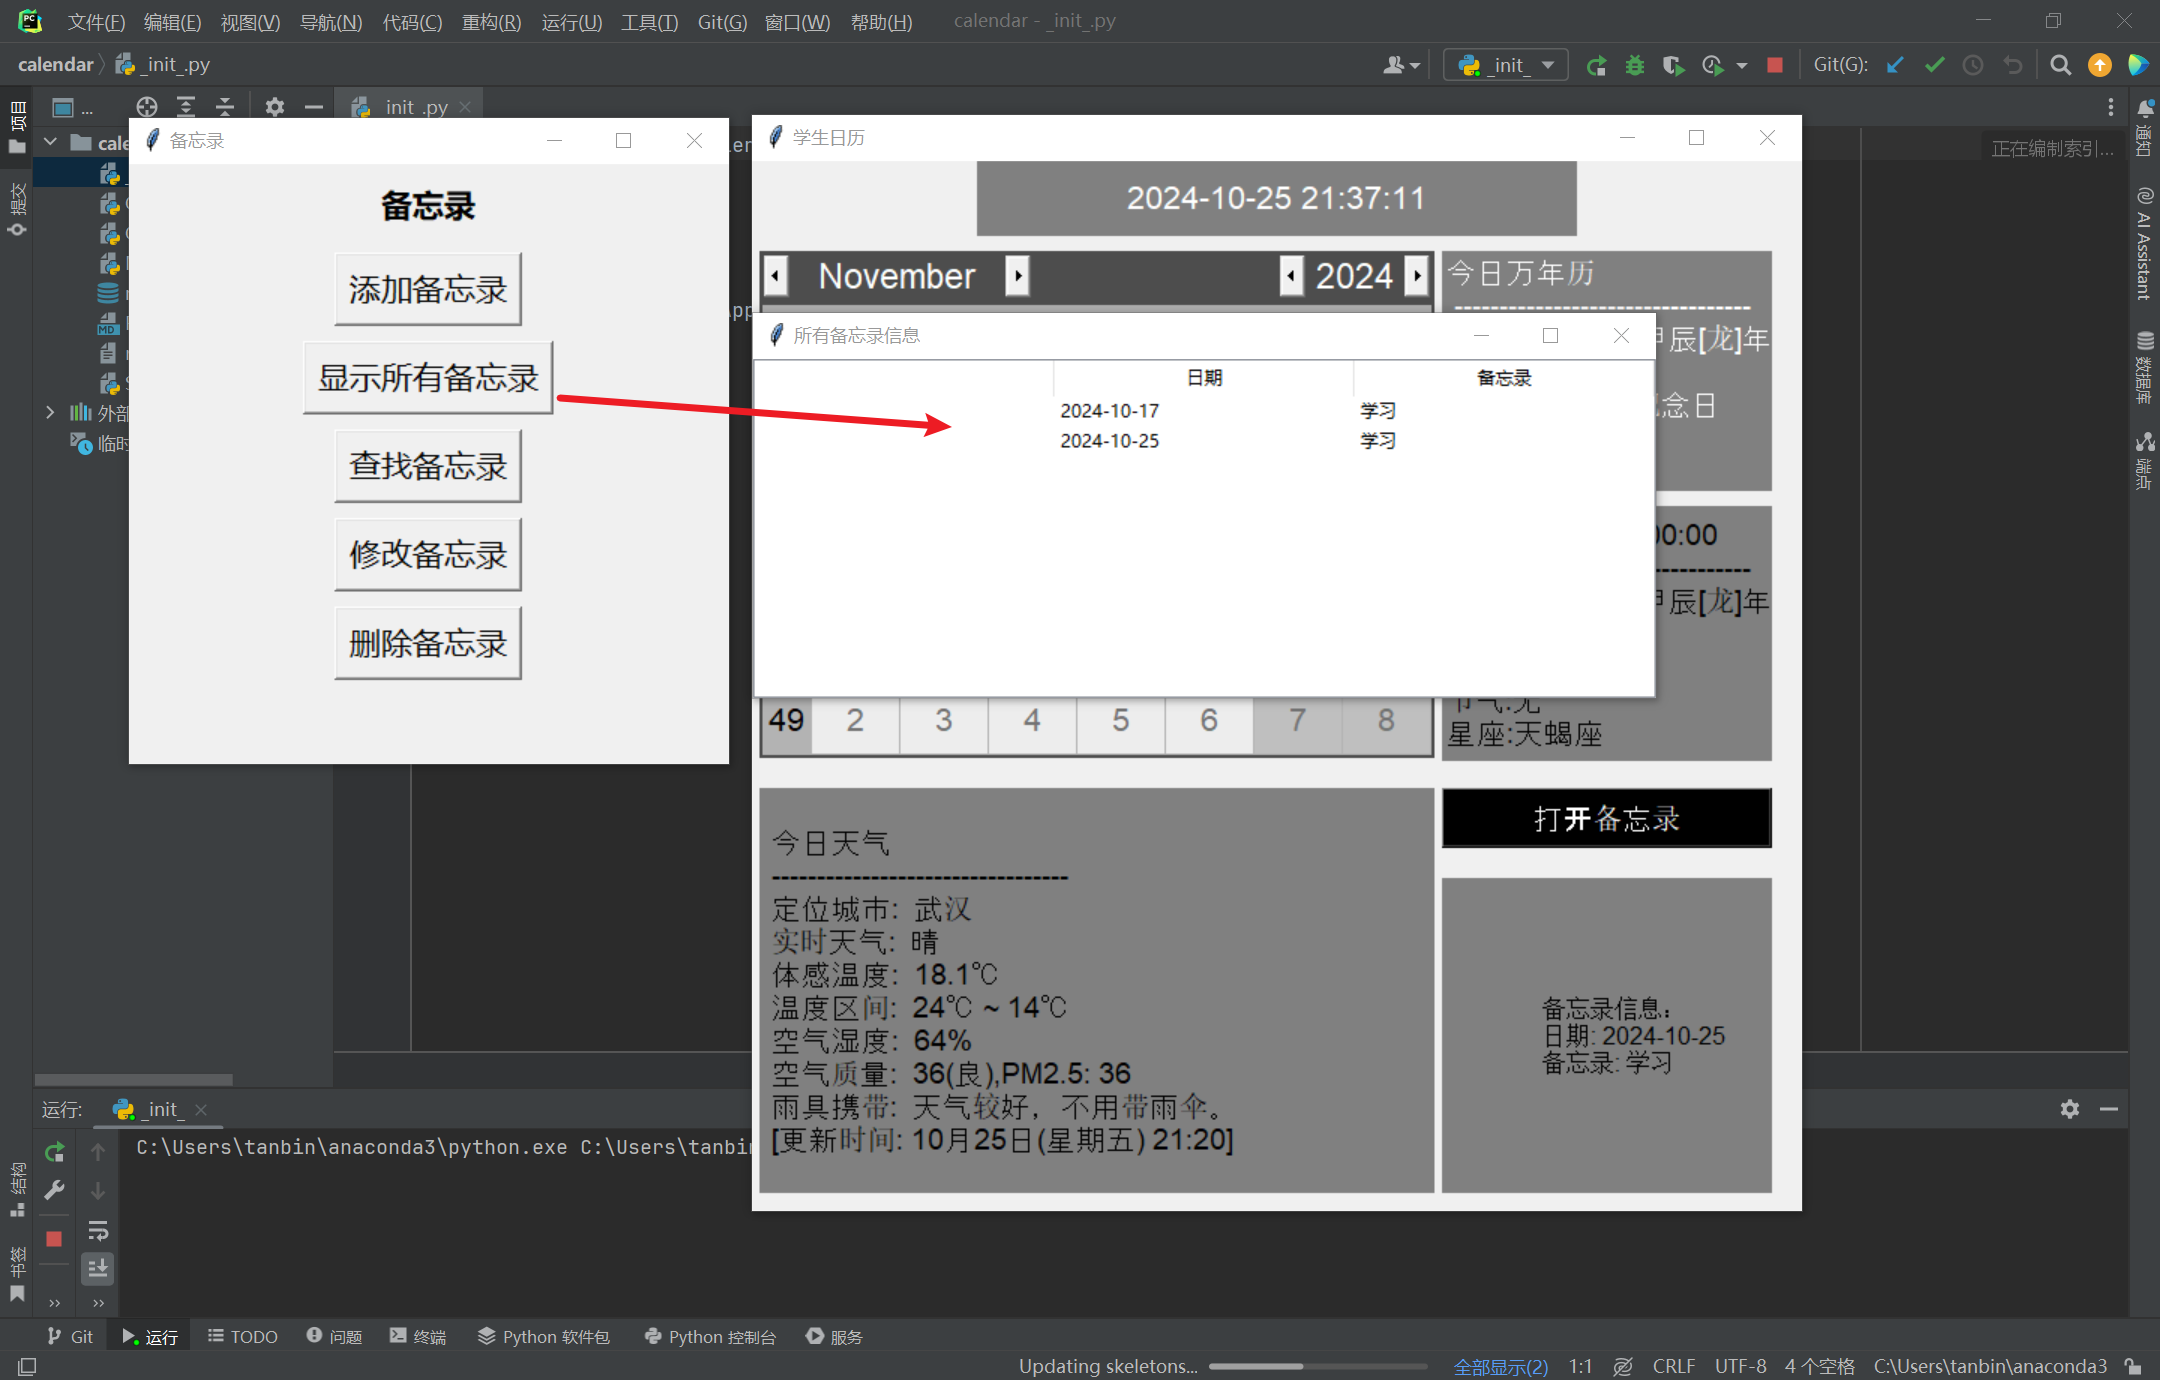 文件(F) 编辑(E) 视图(V) 导航(N) 代码(C) 重构(R) 运行(U) 工具(T) Git(G) 窗口(W) 帮助(H) calendar - _init_.py
calendar _init_.py
_init_ Git(G):
... init .py
项目
提交
结构
书签
cale
外部
临时
正在编制索引...
通知
AI Assistant
数据库
端点
备忘录
备忘录
添加备忘录
显示所有备忘录
查找备忘录
修改备忘录
删除备忘录
学生日历
2024-10-25 21:37:11
November 2024
今日万年历
---------------------------------
辰[龙]年
念日
00:00
辰[龙]年
星座:天蝎座
所有备忘录信息
日期 备忘录
2024-10-17 学习
2024-10-25 学习
49 2 3 4 5 6 7 8
今日天气
---------------------------------
定位城市: 武汉
实时天气: 晴
体感温度: 18.1℃
温度区间: 24℃ ~ 14℃
空气湿度: 64%
空气质量: 36(良),PM2.5: 36
雨具携带: 天气较好，不用带雨伞。
[更新时间: 10月25日(星期五) 21:20]
打开备忘录
备忘录信息:
日期: 2024-10-25
备忘录: 学习
运行: _init_
C:\Users\tanbin\anaconda3\python.exe C:\Users\tanbin
Git 运行 TODO 问题 终端 Python 软件包 Python 控制台 服务
Updating skeletons... 全部显示(2) 1:1 CRLF UTF-8 4 个空格 C:\Users\tanbin\anaconda3